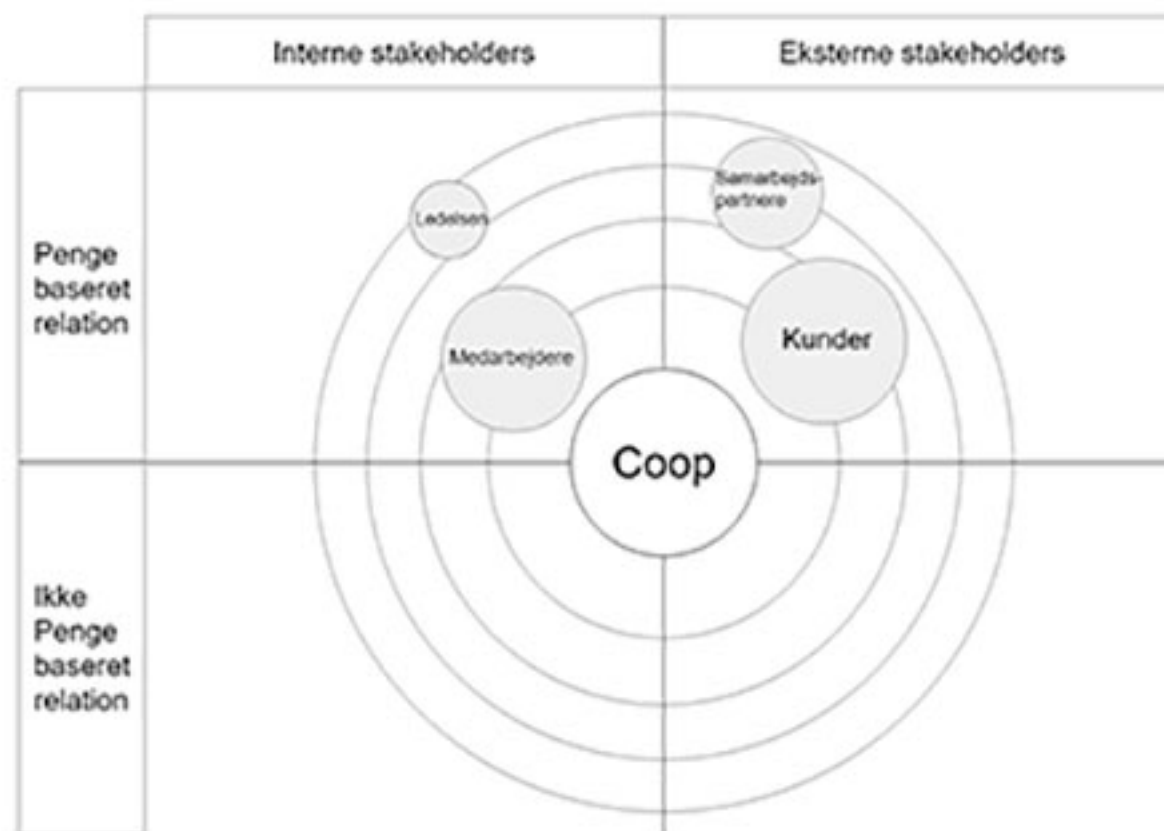 Interne stakeholders
Eksterne stakeholders
Penge
baseret
relation
Ledelsen
Samarbejds-
partnere
Medarbejdere
Kunder
Coop
Ikke
Penge
baseret
relation